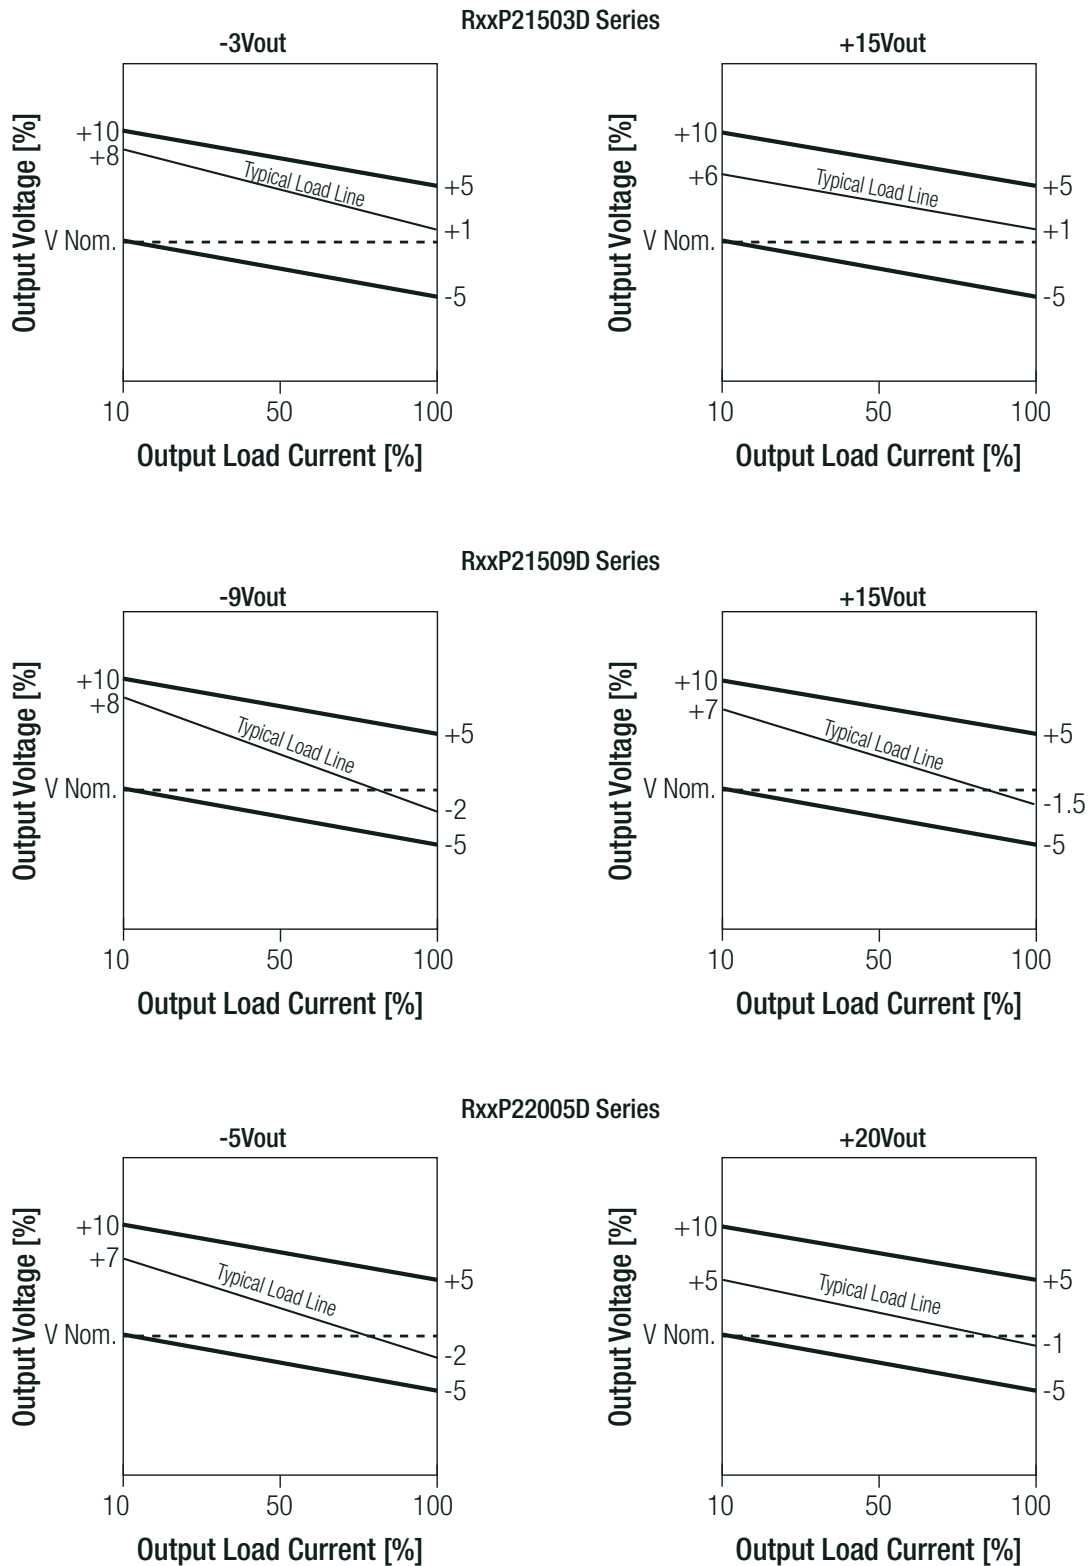 RxxP21503D Series
-3Vout
Output Voltage [%]
+10
+8
V Nom.
Typical Load Line
+5
+1
-5
10 50 100
Output Load Current [%]
+15Vout
Output Voltage [%]
+10
+6
V Nom.
Typical Load Line
+5
+1
-5
10 50 100
Output Load Current [%]
RxxP21509D Series
-9Vout
Output Voltage [%]
+10
+8
V Nom.
Typical Load Line
+5
-2
-5
10 50 100
Output Load Current [%]
+15Vout
Output Voltage [%]
+10
+7
V Nom.
Typical Load Line
+5
-1.5
-5
10 50 100
Output Load Current [%]
RxxP22005D Series
-5Vout
Output Voltage [%]
+10
+7
V Nom.
Typical Load Line
+5
-2
-5
10 50 100
Output Load Current [%]
+20Vout
Output Voltage [%]
+10
+5
V Nom.
Typical Load Line
+5
-1
-5
10 50 100
Output Load Current [%]